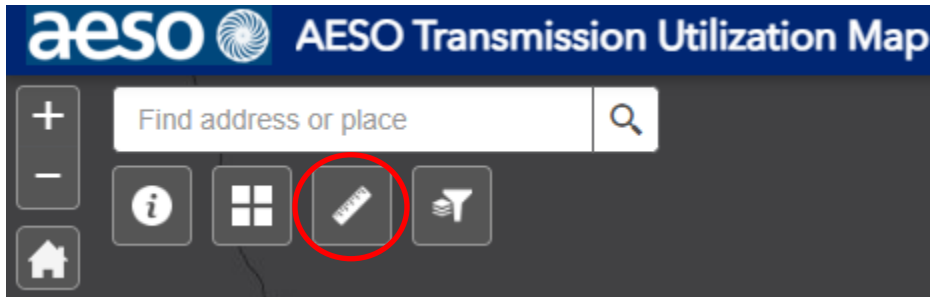 aeso AESO Transmission Utilization Map
Find address or place